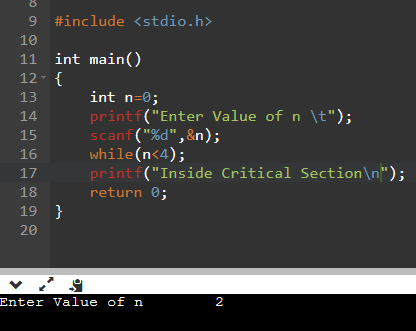 8
9 #include <stdio.h>
10
11 int main()
12 {
13 int n=0;
14 printf("Enter Value of n \t");
15 scanf("%d",&n);
16 while(n<4);
17 printf("Inside Critical Section\n");
18 return 0;
19 }
20
Enter Value of n 2